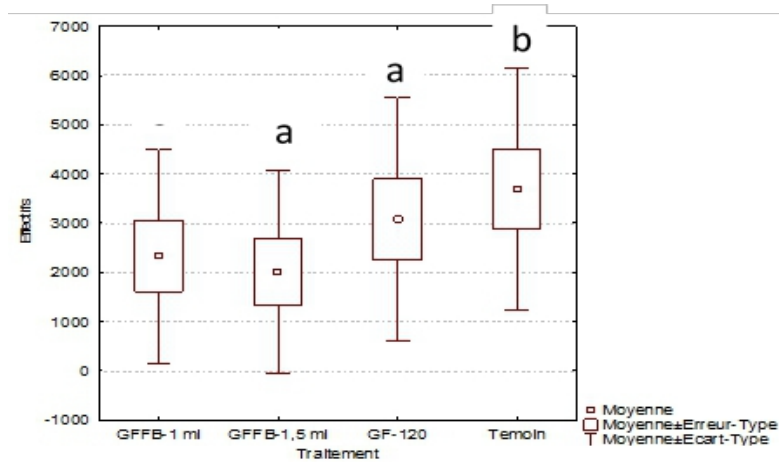 7000
6000
5000
4000
3000
2000
1000
0
-1000
Effectifs
a
a
b
GFFB-1 ml
GFFB-1,5 ml
GF-120
Temoin
Traitement
Moyenne
Moyenne±Erreur-Type
Moyenne±Ecart-Type